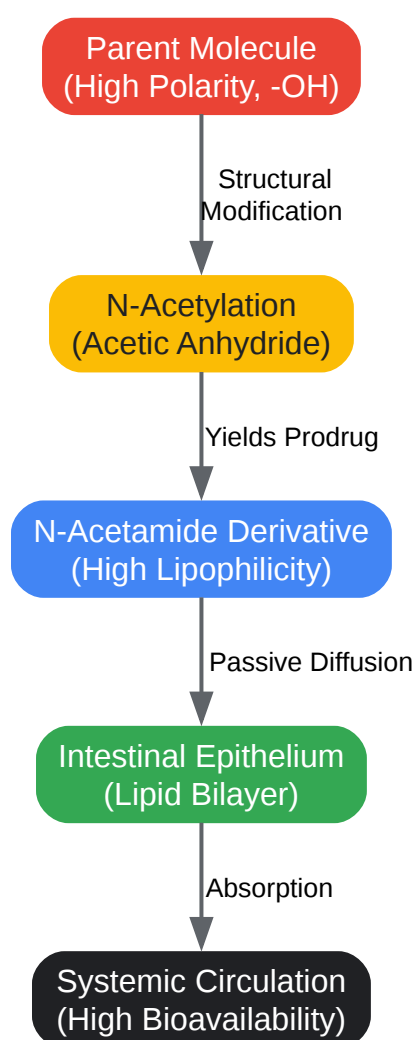 Parent Molecule
(High Polarity, -OH)
Structural
Modification
N-Acetylation
(Acetic Anhydride)
Yields Prodrug
N-Acetamide Derivative
(High Lipophilicity)
Passive Diffusion
Intestinal Epithelium
(Lipid Bilayer)
Absorption
Systemic Circulation
(High Bioavailability)